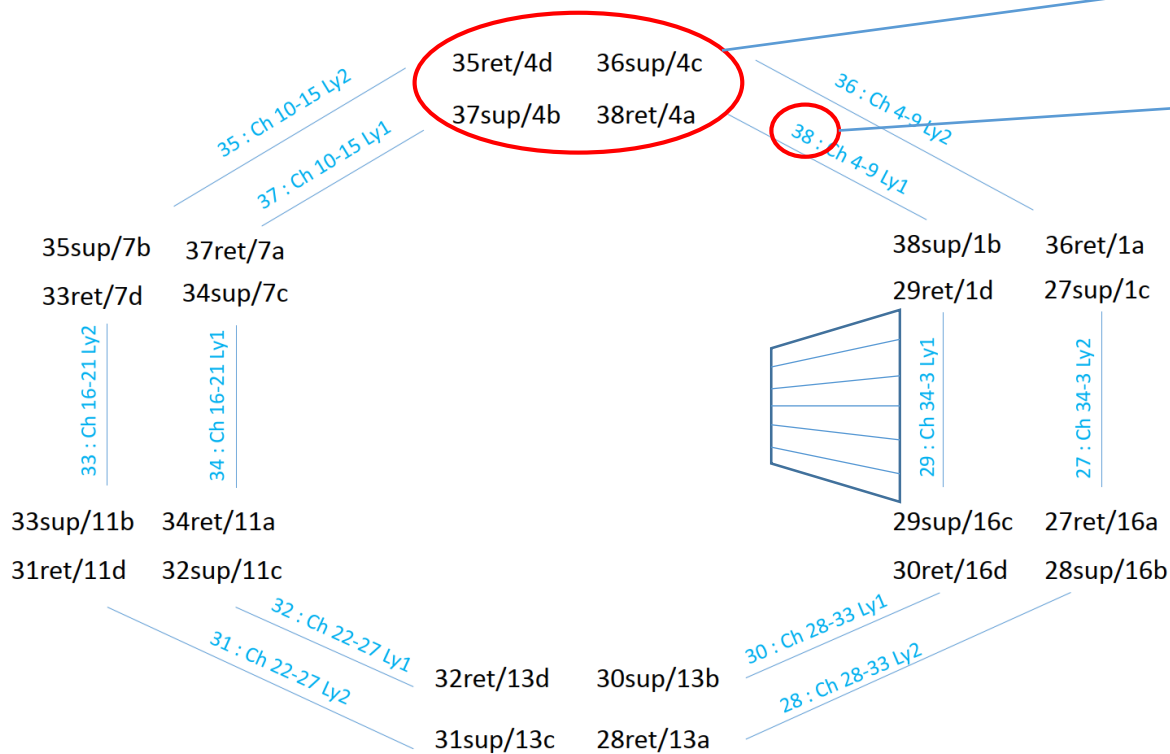 35ret/4d 36sup/4c
37sup/4b 38ret/4a
35 : Ch 10-15 Ly2
37 : Ch 10-15 Ly1
36 : Ch 4-9 Ly2
38 : Ch 4-9 Ly1
35sup/7b 37ret/7a
33ret/7d 34sup/7c
38sup/1b 36ret/1a
29ret/1d 27sup/1c
33 : Ch 16-21 Ly2
34 : Ch 16-21 Ly1
29 : Ch 34-3 Ly1
27 : Ch 34-3 Ly2
33sup/11b 34ret/11a
31ret/11d 32sup/11c
29sup/16c 27ret/16a
30ret/16d 28sup/16b
32 : Ch 22-27 Ly1
31 : Ch 22-27 Ly2
30 : Ch 28-33 Ly1
28 : Ch 28-33 Ly2
32ret/13d 30sup/13b
31sup/13c 28ret/13a